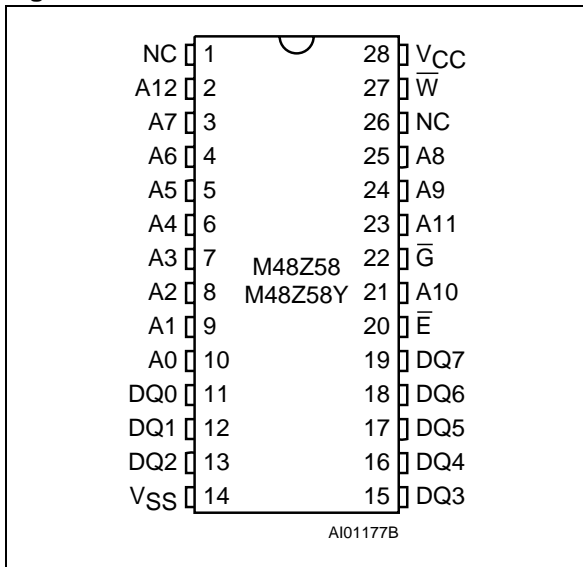 NC 1 28 VCC
A12 2 27 W̅
A7 3 26 NC
A6 4 25 A8
A5 5 24 A9
A4 6 23 A11
A3 7 22 G̅
M48Z58
A2 8 21 A10
M48Z58Y
A1 9 20 E̅
A0 10 19 DQ7
DQ0 11 18 DQ6
DQ1 12 17 DQ5
DQ2 13 16 DQ4
VSS 14 15 DQ3
AI01177B